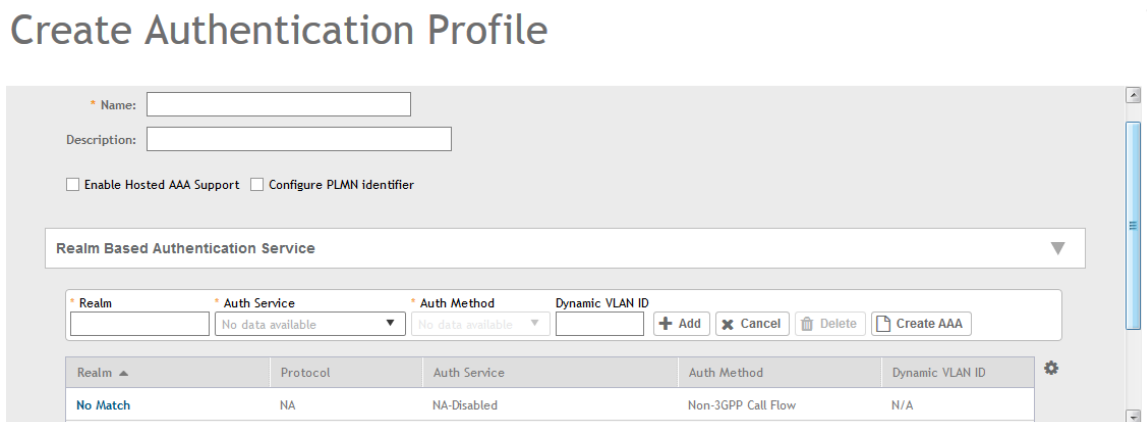 Create Authentication Profile
* Name:
Description:
Enable Hosted AAA Support Configure PLMN identifier
Realm Based Authentication Service
* Realm * Auth Service * Auth Method Dynamic VLAN ID
No data available No data available Add Cancel Delete Create AAA
Realm Protocol Auth Service Auth Method Dynamic VLAN ID
No Match NA NA-Disabled Non-3GPP Call Flow N/A